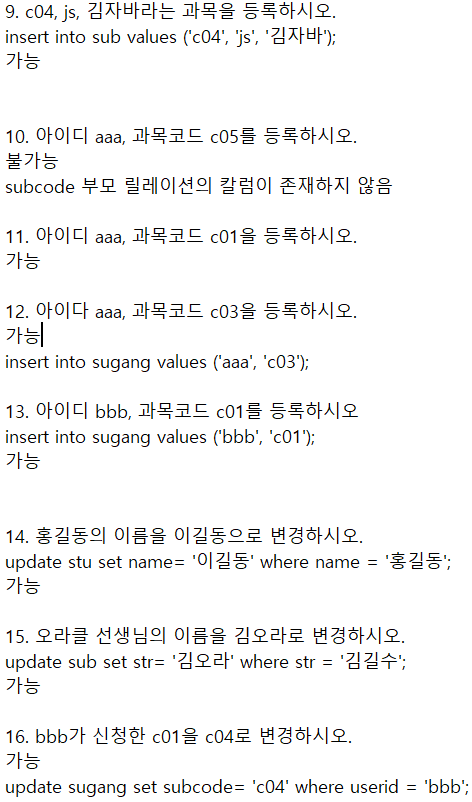 9. c04, js, 김자바라는 과목을 등록하시오.
insert into sub values ('c04', 'js', '김자바');
가능
10. 아이디 aaa, 과목코드 c05를 등록하시오.
불가능
subcode 부모 릴레이션의 칼럼이 존재하지 않음
11. 아이디 aaa, 과목코드 c01을 등록하시오.
가능
12. 아이다 aaa, 과목코드 c03을 등록하시오.
가능
insert into sugang values ('aaa', 'c03');
13. 아이디 bbb, 과목코드 c01를 등록하시오
insert into sugang values ('bbb', 'c01');
가능
14. 홍길동의 이름을 이길동으로 변경하시오.
update stu set name= '이길동' where name = '홍길동';
가능
15. 오라클 선생님의 이름을 김오라로 변경하시오.
update sub set str= '김오라' where str = '김길수';
가능
16. bbb가 신청한 c01을 c04로 변경하시오.
가능
update sugang set subcode= 'c04' where userid = 'bbb';